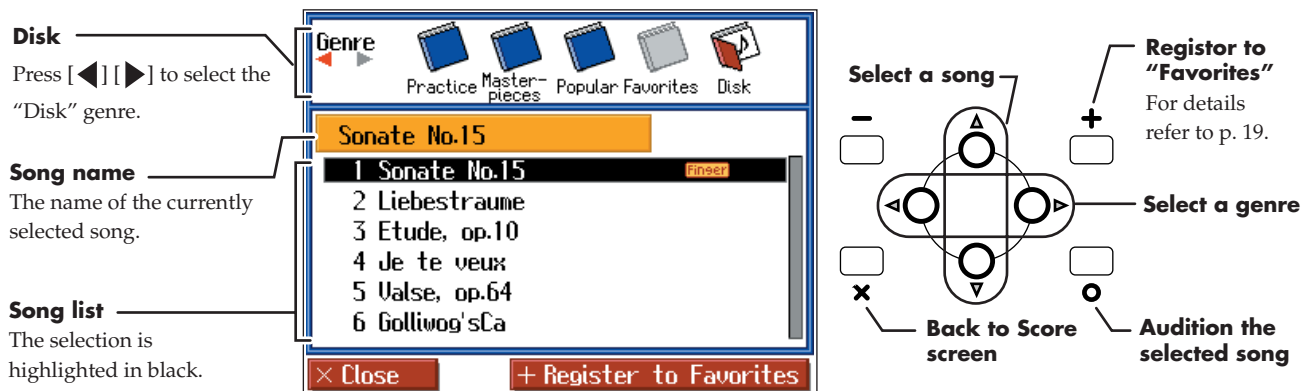 Disk
Press [◀] [▶] to select the
“Disk” genre.
Song name
The name of the currently
selected song.
Song list
The selection is
highlighted in black.
Genre
Practice
Master-
pieces
Popular
Favorites
Disk
Sonate No.15
1 Sonate No.15 Finger
2 Liebestraume
3 Etude, op.10
4 Je te veux
5 Valse, op.64
6 Golliwog'sCa
× Close
+ Register to Favorites
Select a song
−
+
×
○
Back to Score
screen
Registor to
“Favorites”
For details
refer to p. 19.
Select a genre
Audition the
selected song